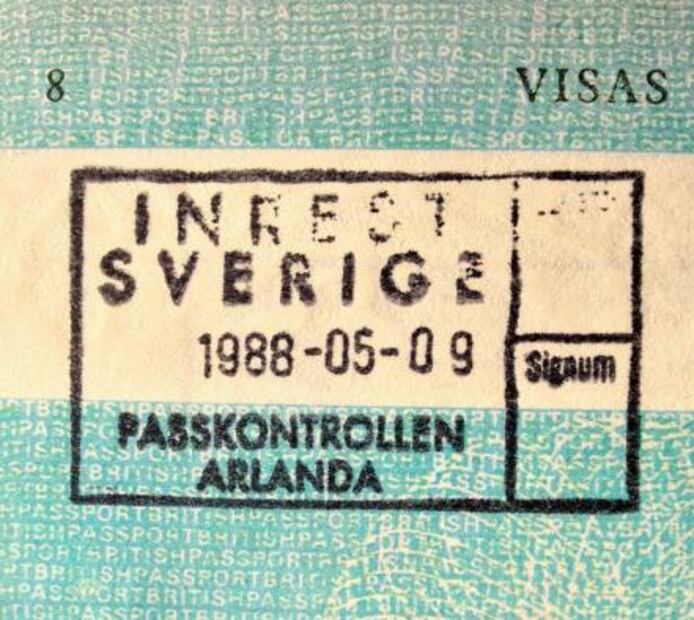 8 VISAS
INREST
SVERIGE
1988-05-09
Signum
PASSKONTROLLEN
ARLANDA